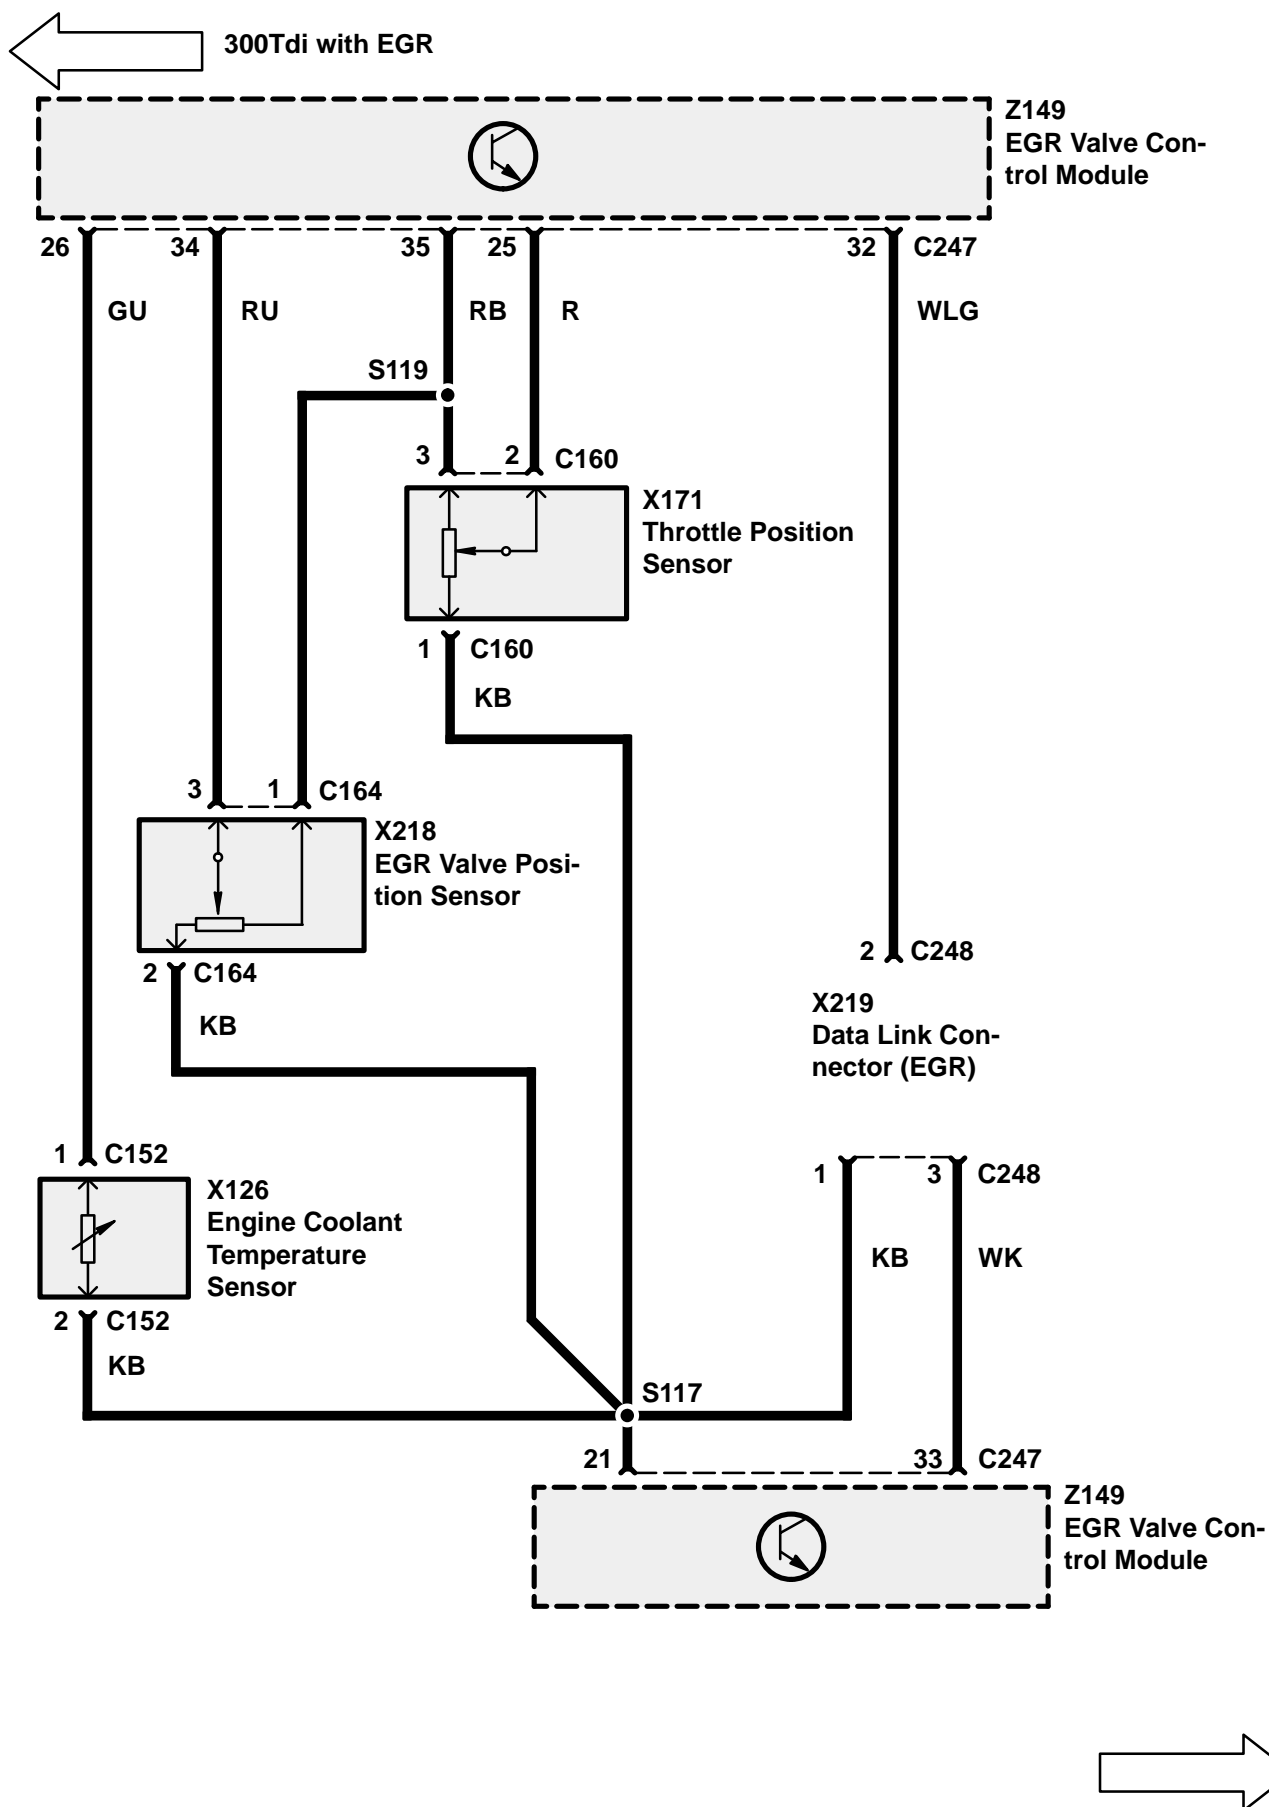 300Tdi with EGR
Z149
EGR Valve Con-
trol Module
26 34 35 25 32 C247
GU RU RB R WLG
S119
3 2 C160
X171
Throttle Position
Sensor
1 C160
KB
3 1 C164
X218
EGR Valve Posi-
tion Sensor
2 C248
2 C164
X219
Data Link Con-
nector (EGR)
KB
1 C152
1 3 C248
X126
Engine Coolant
Temperature
Sensor
KB WK
2 C152
KB
S117
21 33 C247
Z149
EGR Valve Con-
trol Module